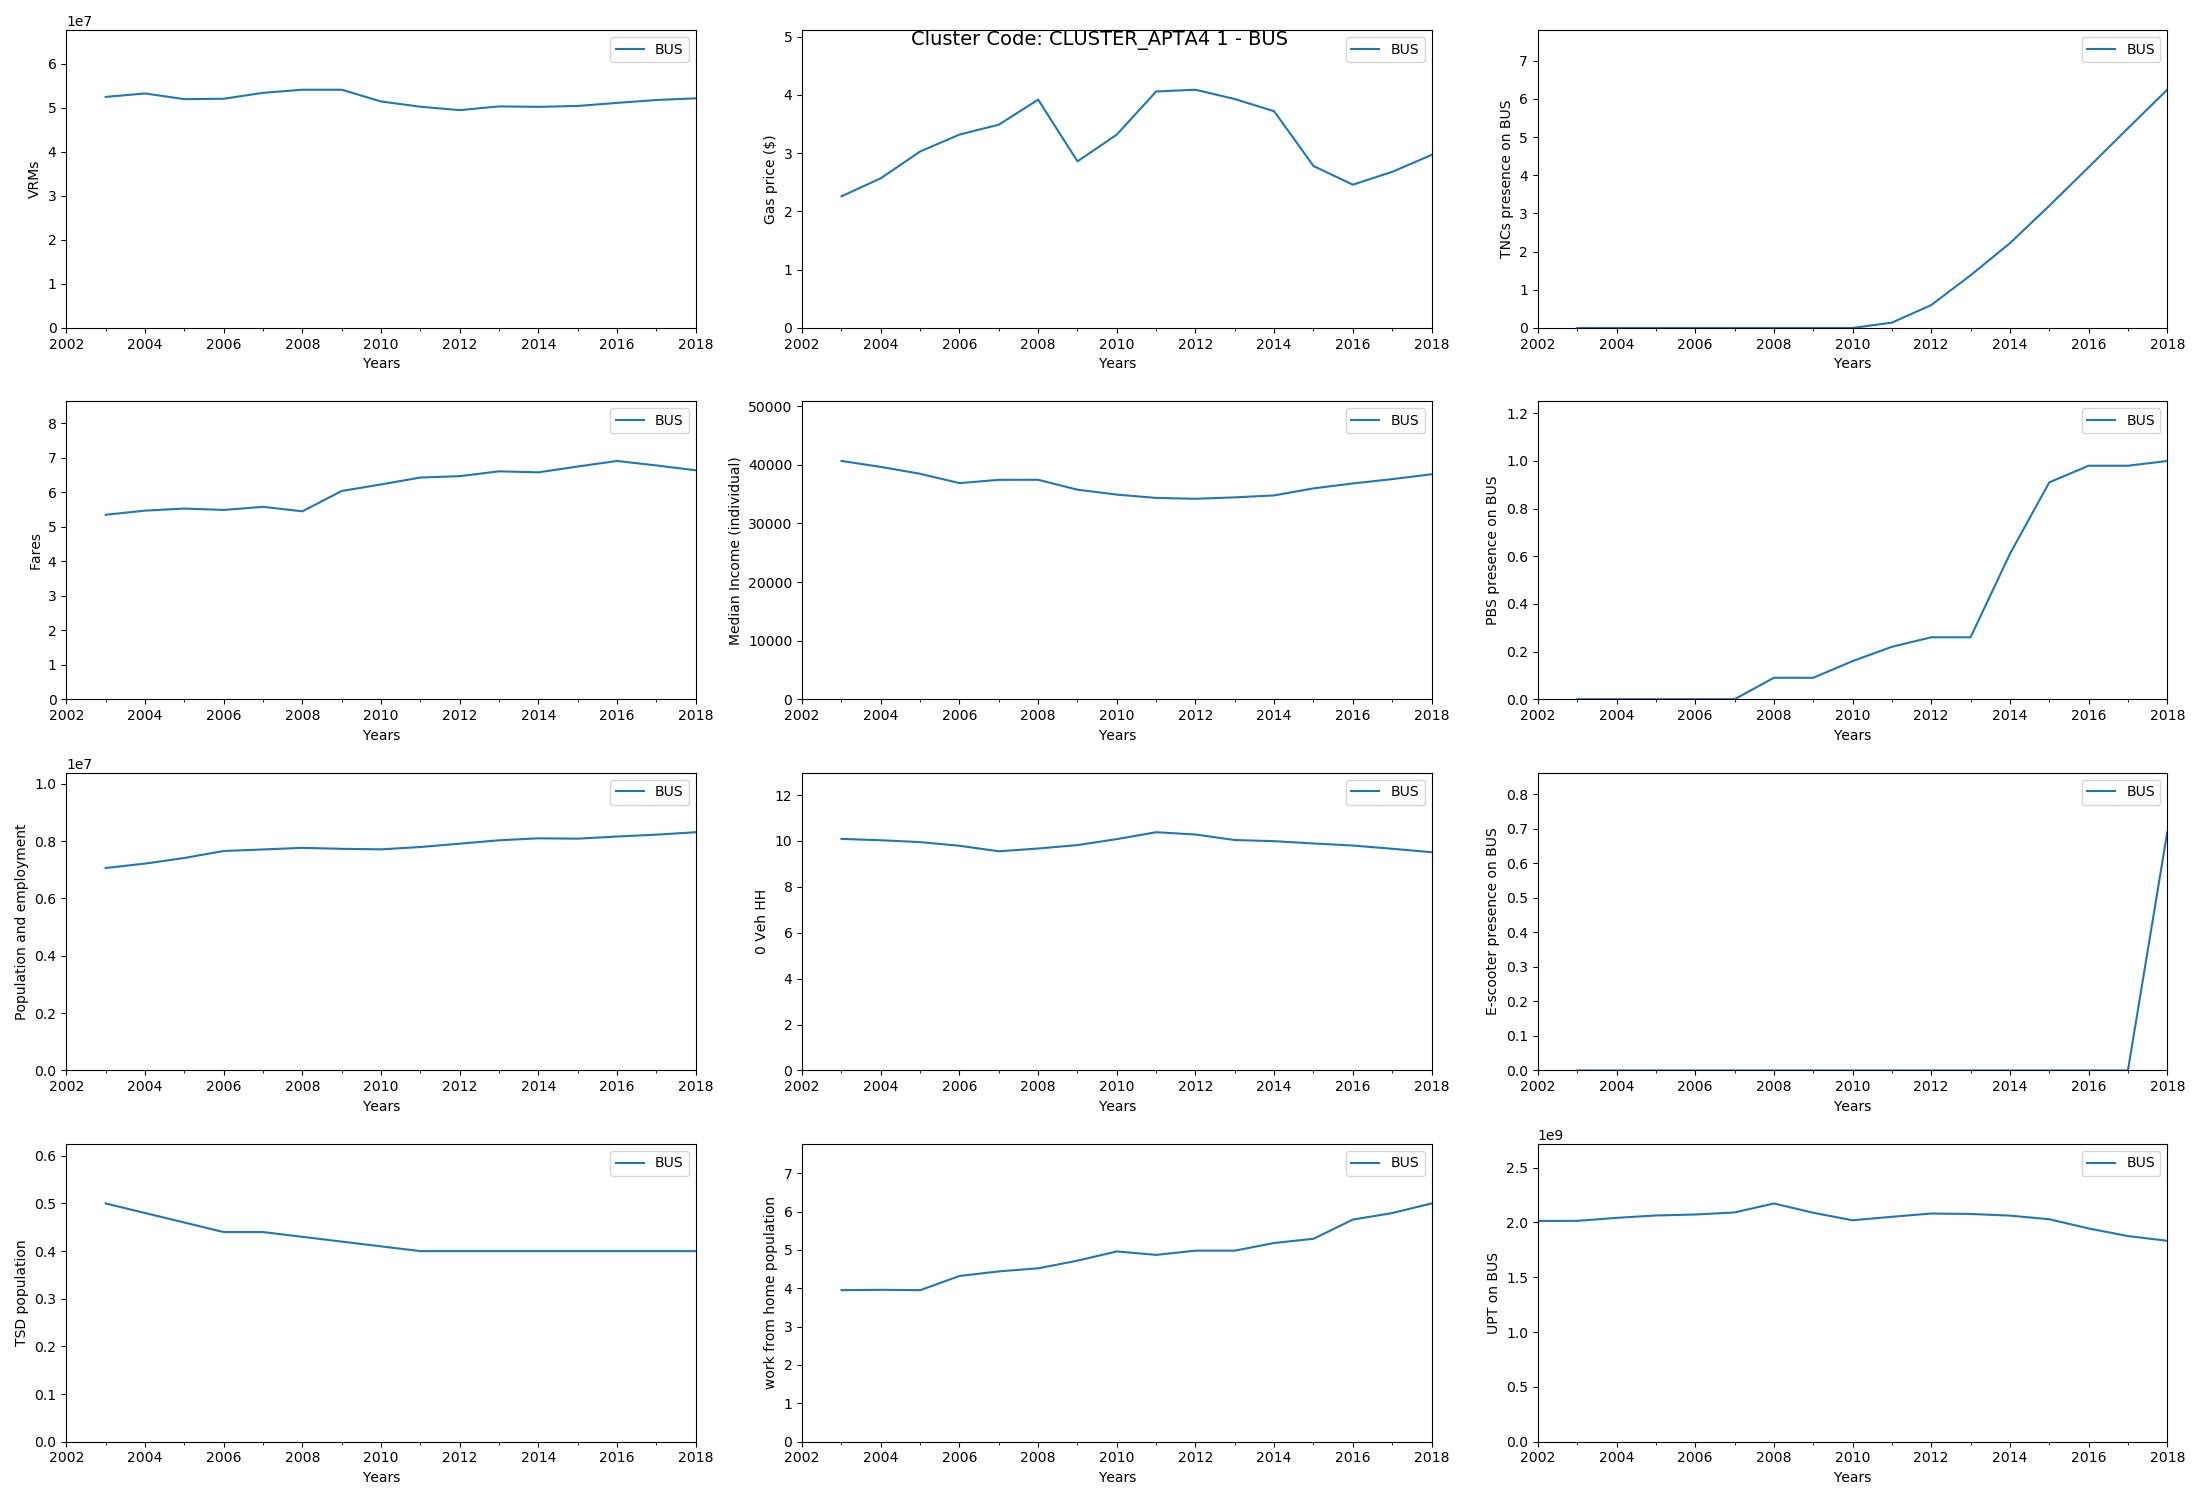 Cluster Code: CLUSTER_APTA4 1 - BUS
1e7
BUS
VRMs
6
5
4
3
2
1
0
2002 2004 2006 2008 2010 2012 2014 2016 2018
Years
BUS
Gas price ($)
5
4
3
2
1
0
2002 2004 2006 2008 2010 2012 2014 2016 2018
Years
BUS
TNCs presence on BUS
7
6
5
4
3
2
1
0
2002 2004 2006 2008 2010 2012 2014 2016 2018
Years
BUS
Fares
8
7
6
5
4
3
2
1
0
2002 2004 2006 2008 2010 2012 2014 2016 2018
Years
BUS
Median Income (individual)
50000
40000
30000
20000
10000
0
2002 2004 2006 2008 2010 2012 2014 2016 2018
Years
BUS
PBS presence on BUS
1.2
1.0
0.8
0.6
0.4
0.2
0.0
2002 2004 2006 2008 2010 2012 2014 2016 2018
Years
1e7
BUS
Population and employment
1.0
0.8
0.6
0.4
0.2
0.0
2002 2004 2006 2008 2010 2012 2014 2016 2018
Years
BUS
0 Veh HH
12
10
8
6
4
2
0
2002 2004 2006 2008 2010 2012 2014 2016 2018
Years
BUS
E-scooter presence on BUS
0.8
0.7
0.6
0.5
0.4
0.3
0.2
0.1
0.0
2002 2004 2006 2008 2010 2012 2014 2016 2018
Years
BUS
TSD population
0.6
0.5
0.4
0.3
0.2
0.1
0.0
2002 2004 2006 2008 2010 2012 2014 2016 2018
Years
BUS
work from home population
7
6
5
4
3
2
1
0
2002 2004 2006 2008 2010 2012 2014 2016 2018
Years
1e9
BUS
UPT on BUS
2.5
2.0
1.5
1.0
0.5
0.0
2002 2004 2006 2008 2010 2012 2014 2016 2018
Years